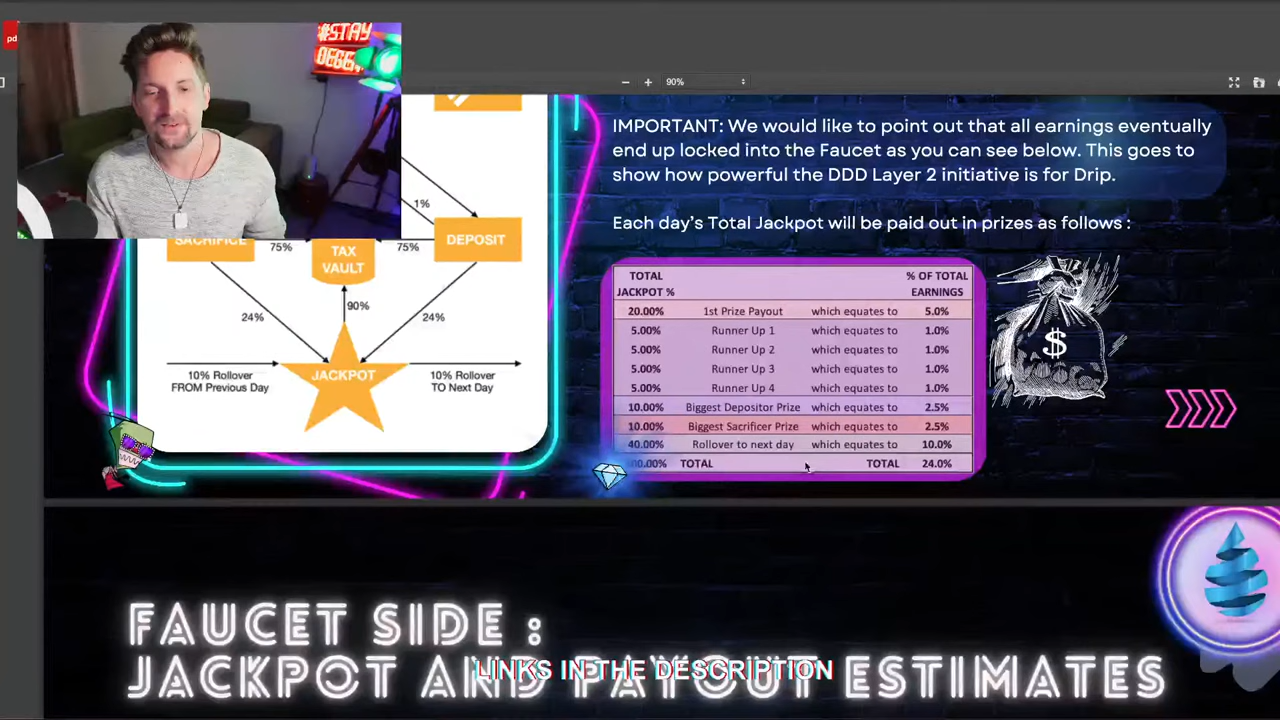 pd
#STAY
DEGEN
90%
IMPORTANT: We would like to point out that all earnings eventually
end up locked into the Faucet as you can see below. This goes to
show how powerful the DDD Layer 2 initiative is for Drip.
Each day's Total Jackpot will be paid out in prizes as follows :
1%
SACRIFICE
75%
TAX
VAULT
75%
DEPOSIT
24%
90%
24%
10% Rollover
FROM Previous Day
JACKPOT
10% Rollover
TO Next Day
TOTAL
JACKPOT %
% OF TOTAL
EARNINGS
20.00% 1st Prize Payout which equates to 5.0%
5.00% Runner Up 1 which equates to 1.0%
5.00% Runner Up 2 which equates to 1.0%
5.00% Runner Up 3 which equates to 1.0%
5.00% Runner Up 4 which equates to 1.0%
10.00% Biggest Depositor Prize which equates to 2.5%
10.00% Biggest Sacrificer Prize which equates to 2.5%
40.00% Rollover to next day which equates to 10.0%
100.00% TOTAL TOTAL 24.0%
$
FAUCET SIDE :
JACKPOT AND PAYOUT ESTIMATES
LINKS IN THE DESCRIPTION